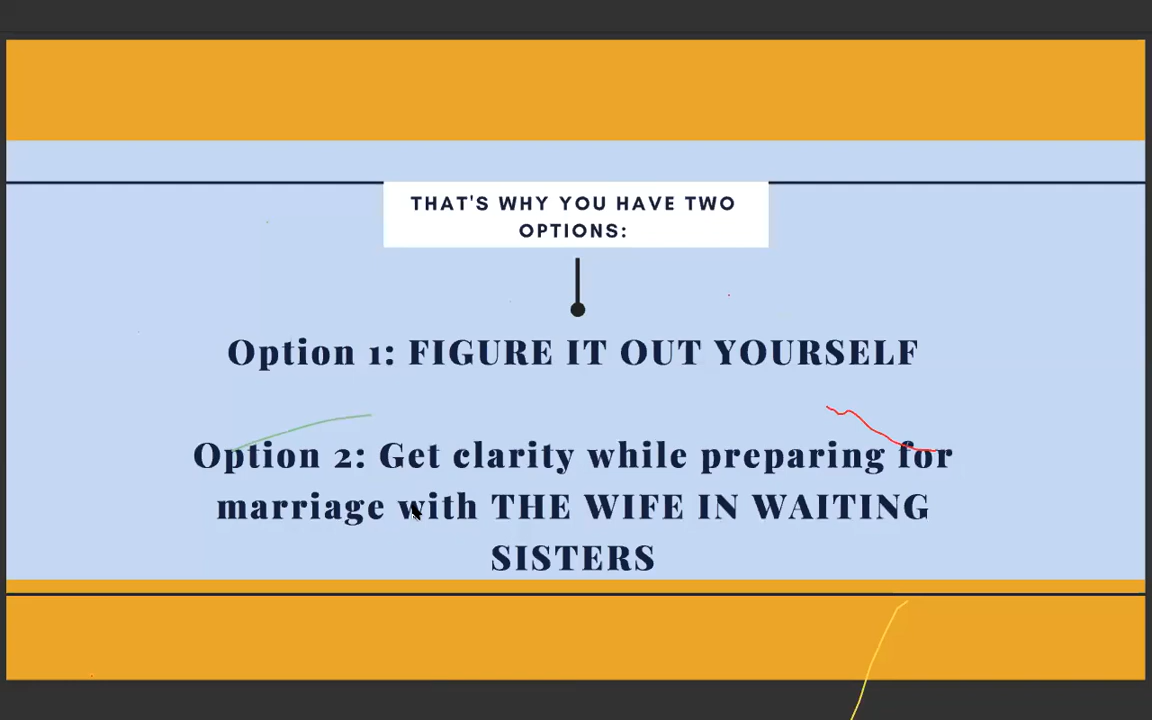 THAT'S WHY YOU HAVE TWO
OPTIONS:
Option 1: FIGURE IT OUT YOURSELF
Option 2: Get clarity while preparing for
marriage with THE WIFE IN WAITING
SISTERS